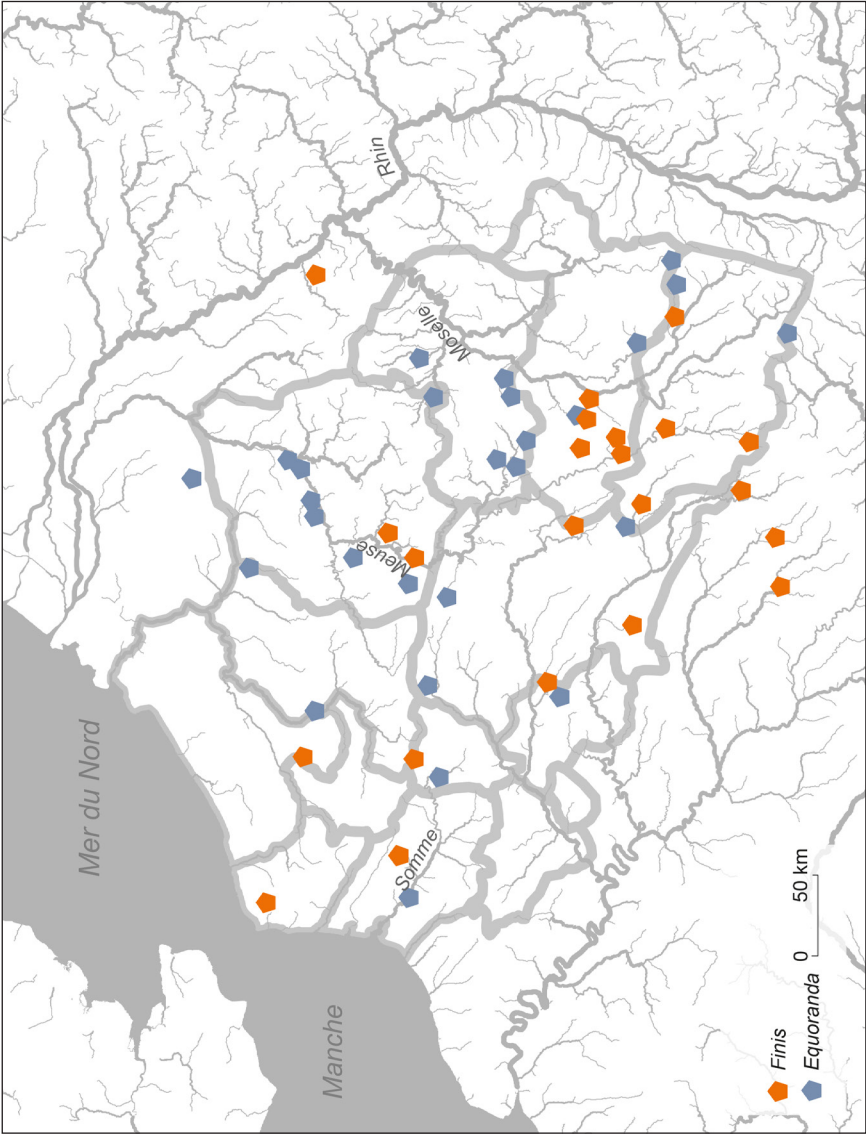 Mer du Nord
Manche
Rhin
Moselle
Meuse
Somme
0 50 km
Finis
Equoranda